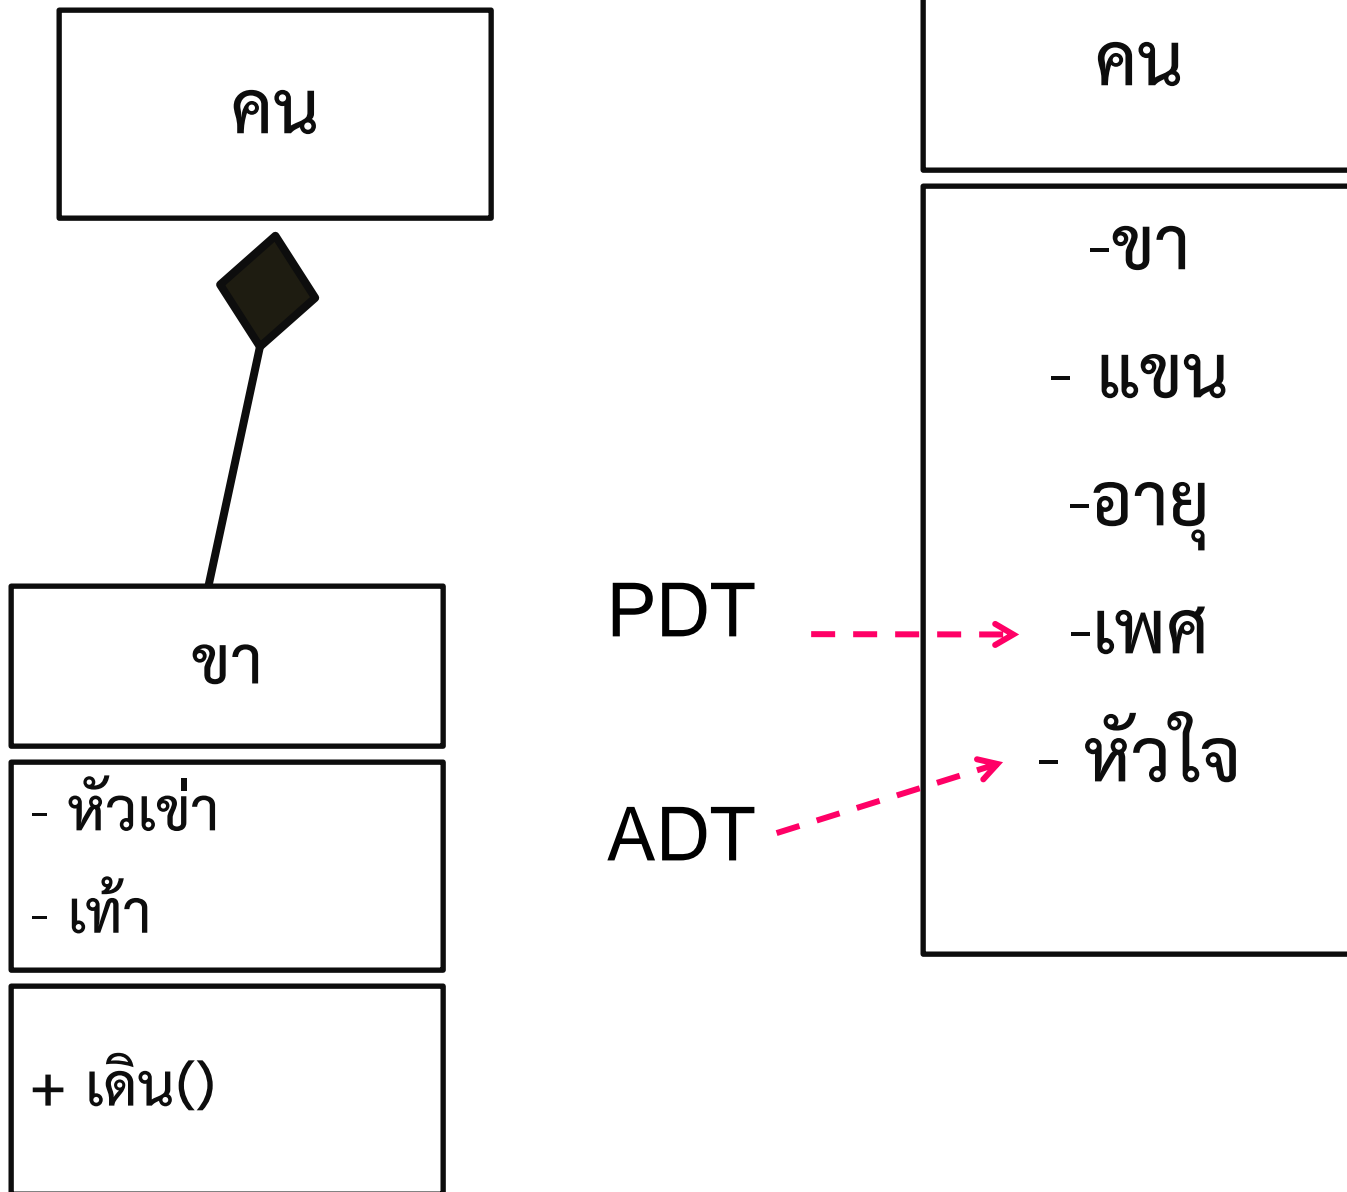 คน
ขา
- หัวเข่า
- เท้า
+ เดิน()
PDT
ADT
คน
-ขา
- แขน
-อายุ
-เพศ
- หัวใจ